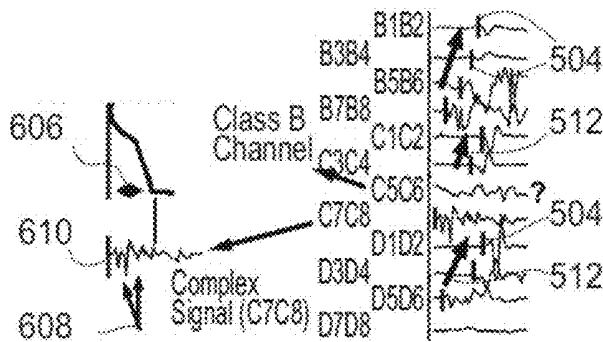 B1B2
B3B4
504
B5B6
B7B8
606
Class B
Channel
C1C2
512
C3C4
C5C6
?
C7C8
504
610
D1D2
D3D4
512
Complex
Signal (C7C8)
D5D6
608
D7D8